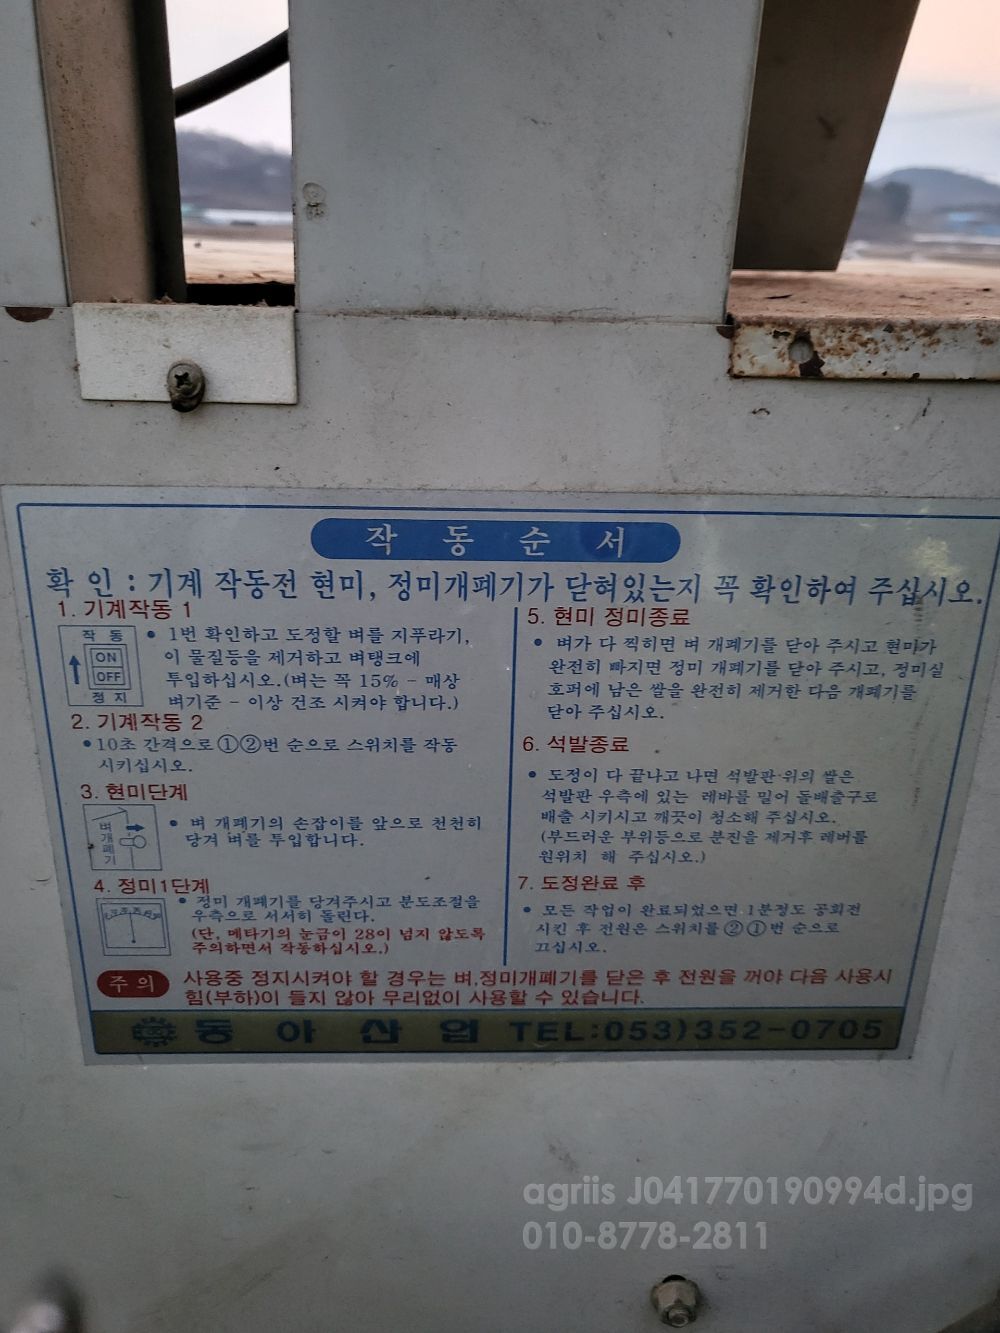 작 동 순 서
확 인 : 기계 작동전 현미, 정미개폐기가 닫혀있는지 꼭 확인하여 주십시오.
1. 기계작동 1
작 동
ON
OFF
정 지
• 1번 확인하고 도정할 벼를 지푸라기,
이 물질등을 제거하고 벼탱크에
투입하십시오.(벼는 꼭 15% - 매상
벼기준 - 이상 건조 시켜야 합니다.)
2. 기계작동 2
• 10초 간격으로 ①②번 순으로 스위치를 작동
시키십시오.
3. 현미단계
벼개폐기
• 벼 개폐기의 손잡이를 앞으로 천천히
당겨 벼를 투입합니다.
4. 정미1단계
• 정미 개폐기를 당겨주시고 분도조절을
우측으로 서서히 돌린다.
(단, 메타기의 눈금이 28이 넘지 않도록
주의하면서 작동하십시오.)
5. 현미 정미종료
• 벼가 다 찍히면 벼 개폐기를 닫아 주시고 현미가
완전히 빠지면 정미 개폐기를 닫아 주시고, 정미실
호퍼에 남은 쌀을 완전히 제거한 다음 개폐기를
닫아 주십시오.
6. 석발종료
• 도정이 다 끝나고 나면 석발판 위의 쌀은
석발판 우측에 있는 레바를 밀어 돌배출구로
배출 시키시고 깨끗이 청소해 주십시오.
(부드러운 부위등으로 분진을 제거후 레버를
원위치 해 주십시오.)
7. 도정완료 후
• 모든 작업이 완료되었으면 1분정도 공회전
시킨 후 전원은 스위치를 ②①번 순으로
끄십시오.
주 의 사용중 정지시켜야 할 경우는 벼,정미개폐기를 닫은 후 전원을 꺼야 다음 사용시
힘(부하)이 들지 않아 무리없이 사용할 수 있습니다.
동 아 산 업 TEL:053)352-0705
agriis J041770190994d.jpg
010-8778-2811